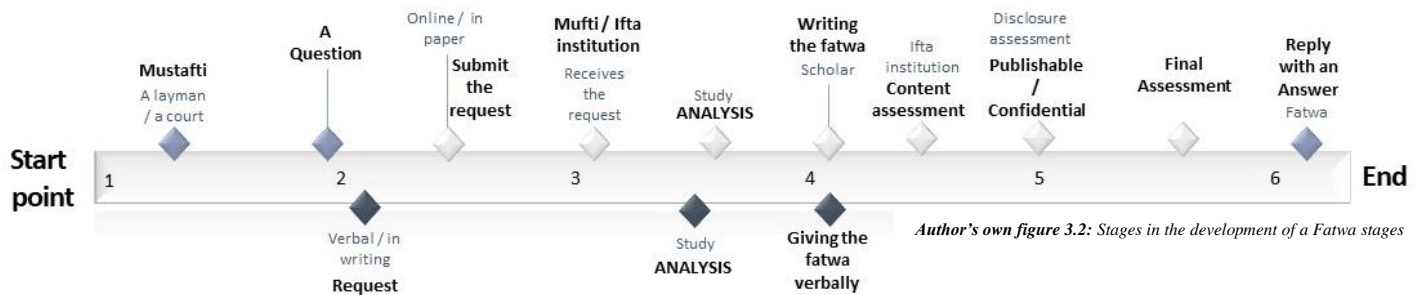 Start
point
Mustafti
A layman
/ a court
A
Question
Online / in
paper
Submit
the
request
Mufti / Ifta
institution
Receives
the
request
Study
ANALYSIS
Writing
the fatwa
Scholar
Ifta
institution
Content
assessment
Disclosure
assessment
Publishable
/
Confidential
Final
Assessment
Reply
with an
Answer
Fatwa
1
2
3
4
5
6
End
Verbal / in
writing
Request
Study
ANALYSIS
Giving the
fatwa
verbally
Author's own figure 3.2: Stages in the development of a Fatwa stages